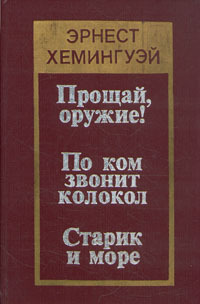 ЭРНЕСТ
ХЕМИНГУЭЙ
Прощай,
оружие!
По ком
звонит
колокол
Старик
и море